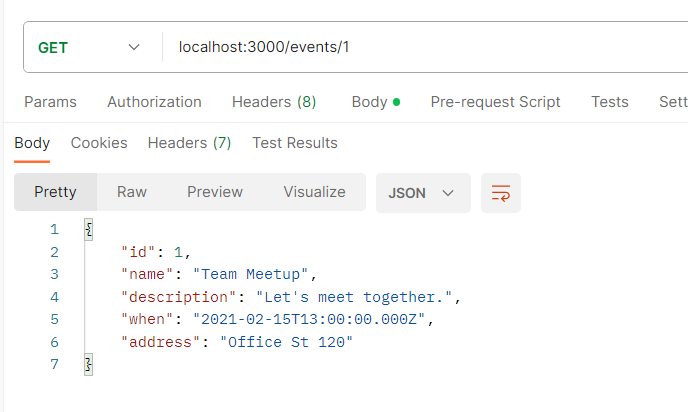 GET localhost:3000/events/1
Params Authorization Headers (8) Body Pre-request Script Tests Sett
Body Cookies Headers (7) Test Results
Pretty Raw Preview Visualize JSON
1 {
2 "id": 1,
3 "name": "Team Meetup",
4 "description": "Let's meet together.",
5 "when": "2021-02-15T13:00:00.000Z",
6 "address": "Office St 120"
7 }